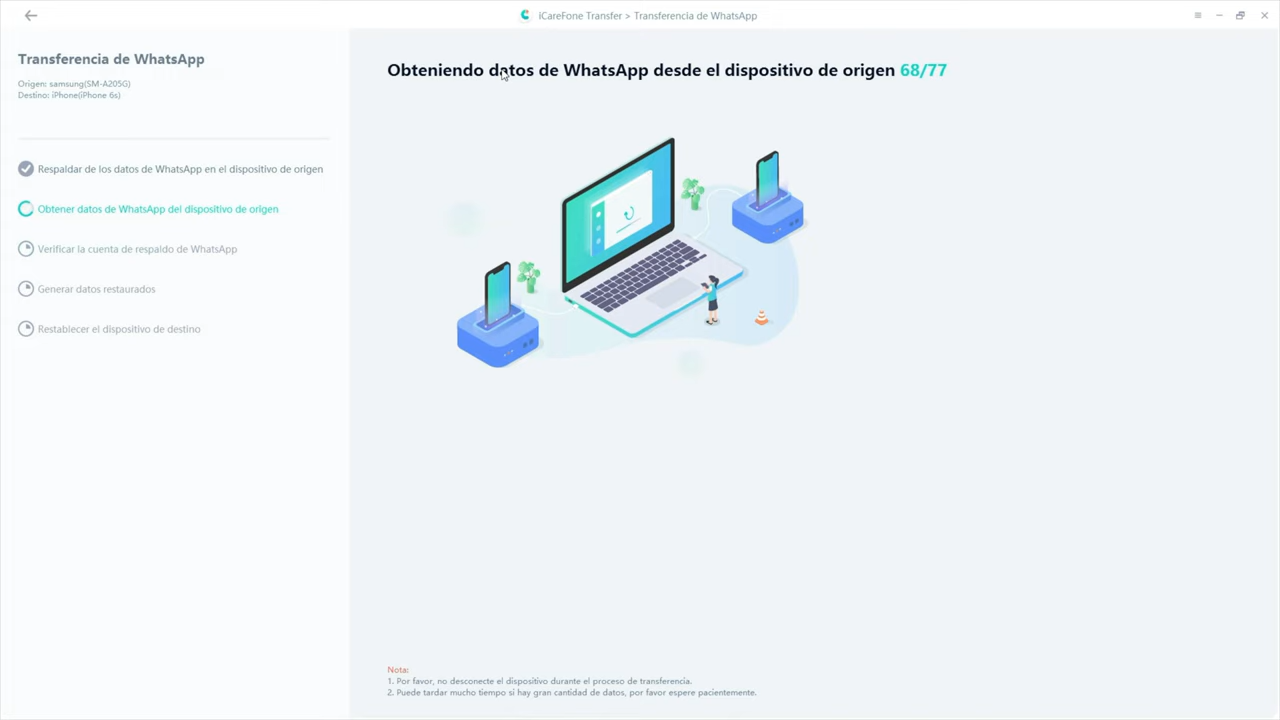 iCareFone Transfer > Transferencia de WhatsApp
Transferencia de WhatsApp
Origen: samsung(SM-A205G)
Destino: iPhone(iPhone 6s)
Respaldar de los datos de WhatsApp en el dispositivo de origen
Obtener datos de WhatsApp del dispositivo de origen
Verificar la cuenta de respaldo de WhatsApp
Generar datos restaurados
Restablecer el dispositivo de destino
Obteniendo datos de WhatsApp desde el dispositivo de origen 68/77
Nota:
1. Por favor, no desconecte el dispositivo durante el proceso de transferencia.
2. Puede tardar mucho tiempo si hay gran cantidad de datos, por favor espere pacientemente.